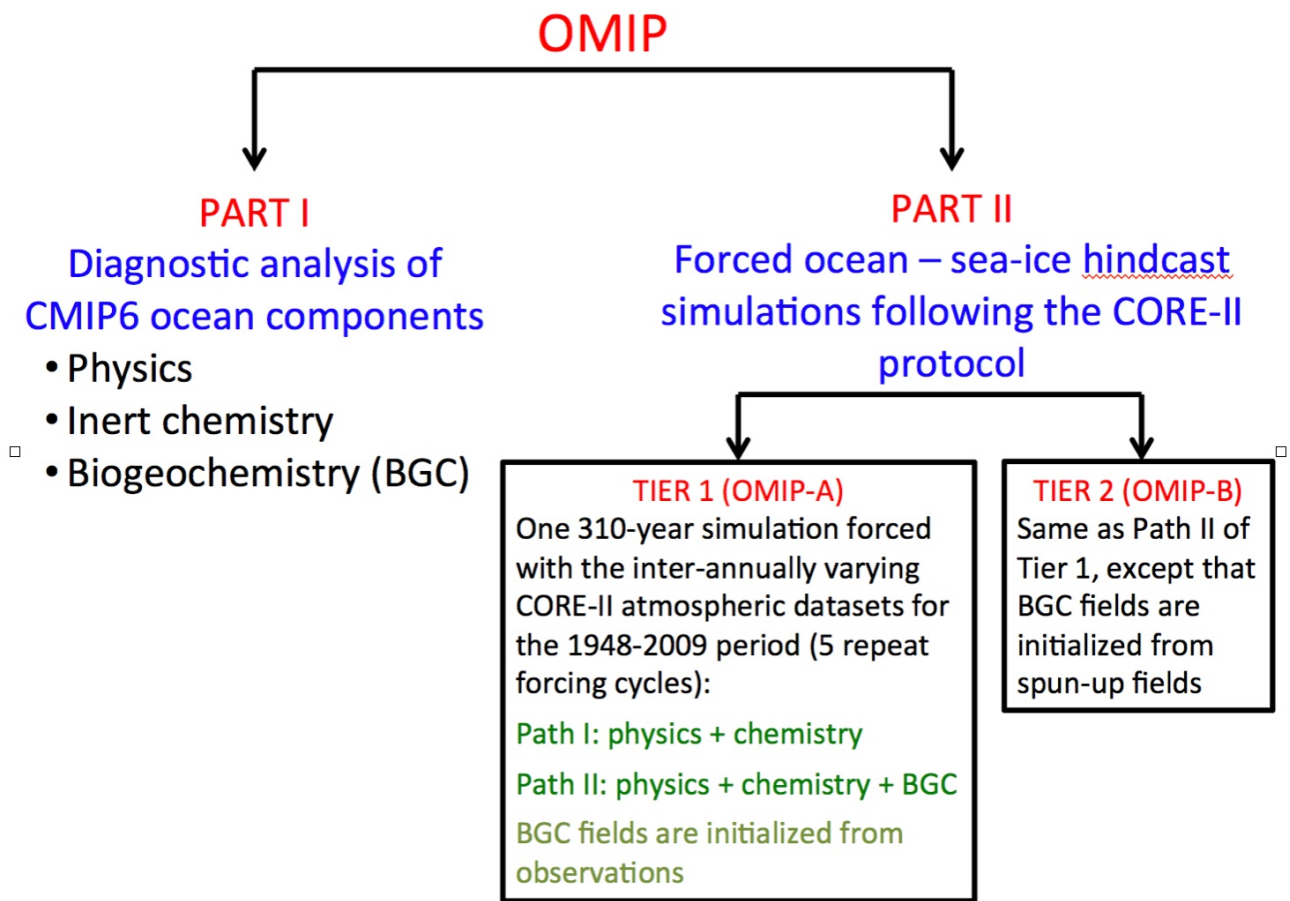 OMIP
PART I
Diagnostic analysis of
CMIP6 ocean components
• Physics
• Inert chemistry
• Biogeochemistry (BGC)
PART II
Forced ocean – sea-ice hindcast
simulations following the CORE-II
protocol
TIER 1 (OMIP-A)
One 310-year simulation forced
with the inter-annually varying
CORE-II atmospheric datasets for
the 1948-2009 period (5 repeat
forcing cycles):
Path I: physics + chemistry
Path II: physics + chemistry + BGC
BGC fields are initialized from
observations
TIER 2 (OMIP-B)
Same as Path II of
Tier 1, except that
BGC fields are
initialized from
spun-up fields